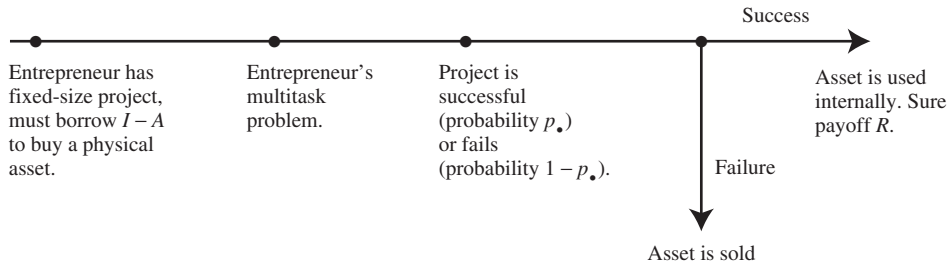 Success
Entrepreneur has
fixed-size project,
must borrow I – A
to buy a physical
asset.
Entrepreneur's
multitask
problem.
Project is
successful
(probability p•)
or fails
(probability 1 – p•).
Asset is used
internally. Sure
payoff R.
Failure
Asset is sold